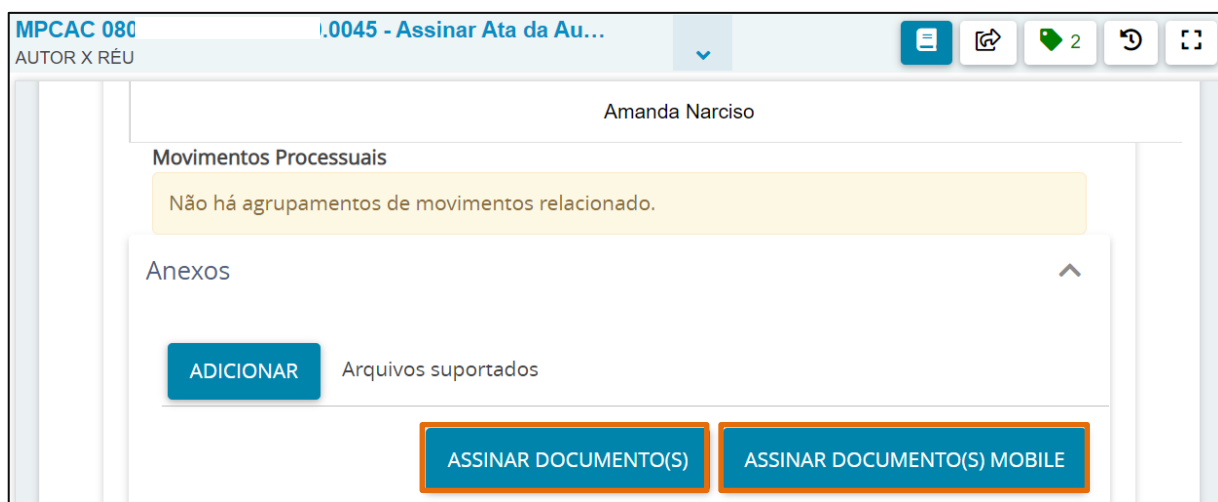 MPCAC 080 .0045 - Assinar Ata da Au...
AUTOR X RÉU
2
Amanda Narciso
Movimentos Processuais
Não há agrupamentos de movimentos relacionado.
Anexos
ADICIONAR Arquivos suportados
ASSINAR DOCUMENTO(S) ASSINAR DOCUMENTO(S) MOBILE